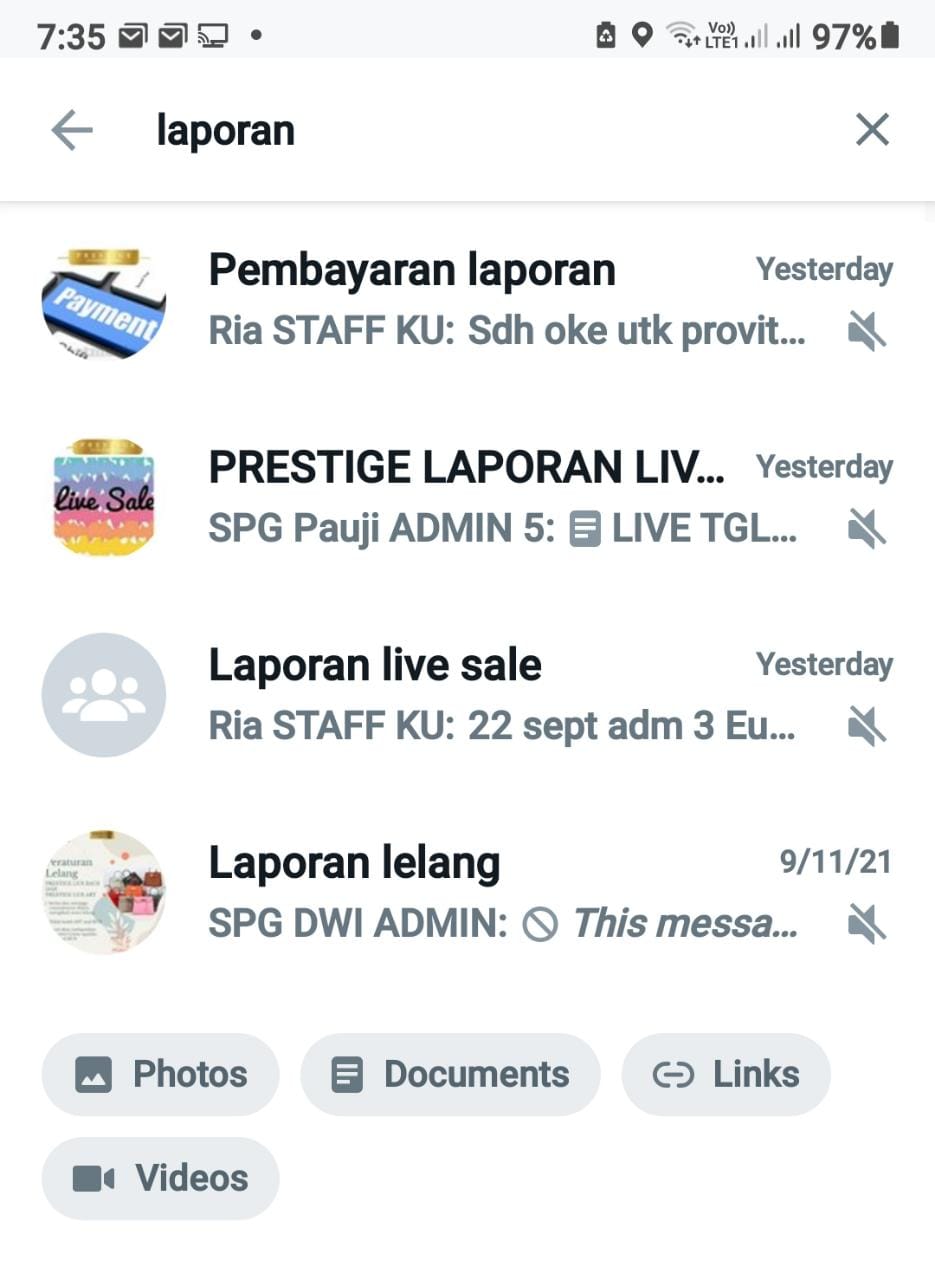 7:35
Vo)) LTE1 97%
laporan
PRESTIGE
Payment
Shift
Pembayaran laporan
Yesterday
Ria STAFF KU: Sdh oke utk provit...
Live Sale
PRESTIGE LAPORAN LIV...
Yesterday
SPG Pauji ADMIN 5: LIVE TGL...
Laporan live sale
Yesterday
Ria STAFF KU: 22 sept adm 3 Eu...
Peraturan
Lelang
Laporan lelang
9/11/21
SPG DWI ADMIN: This messa...
Photos
Documents
Links
Videos